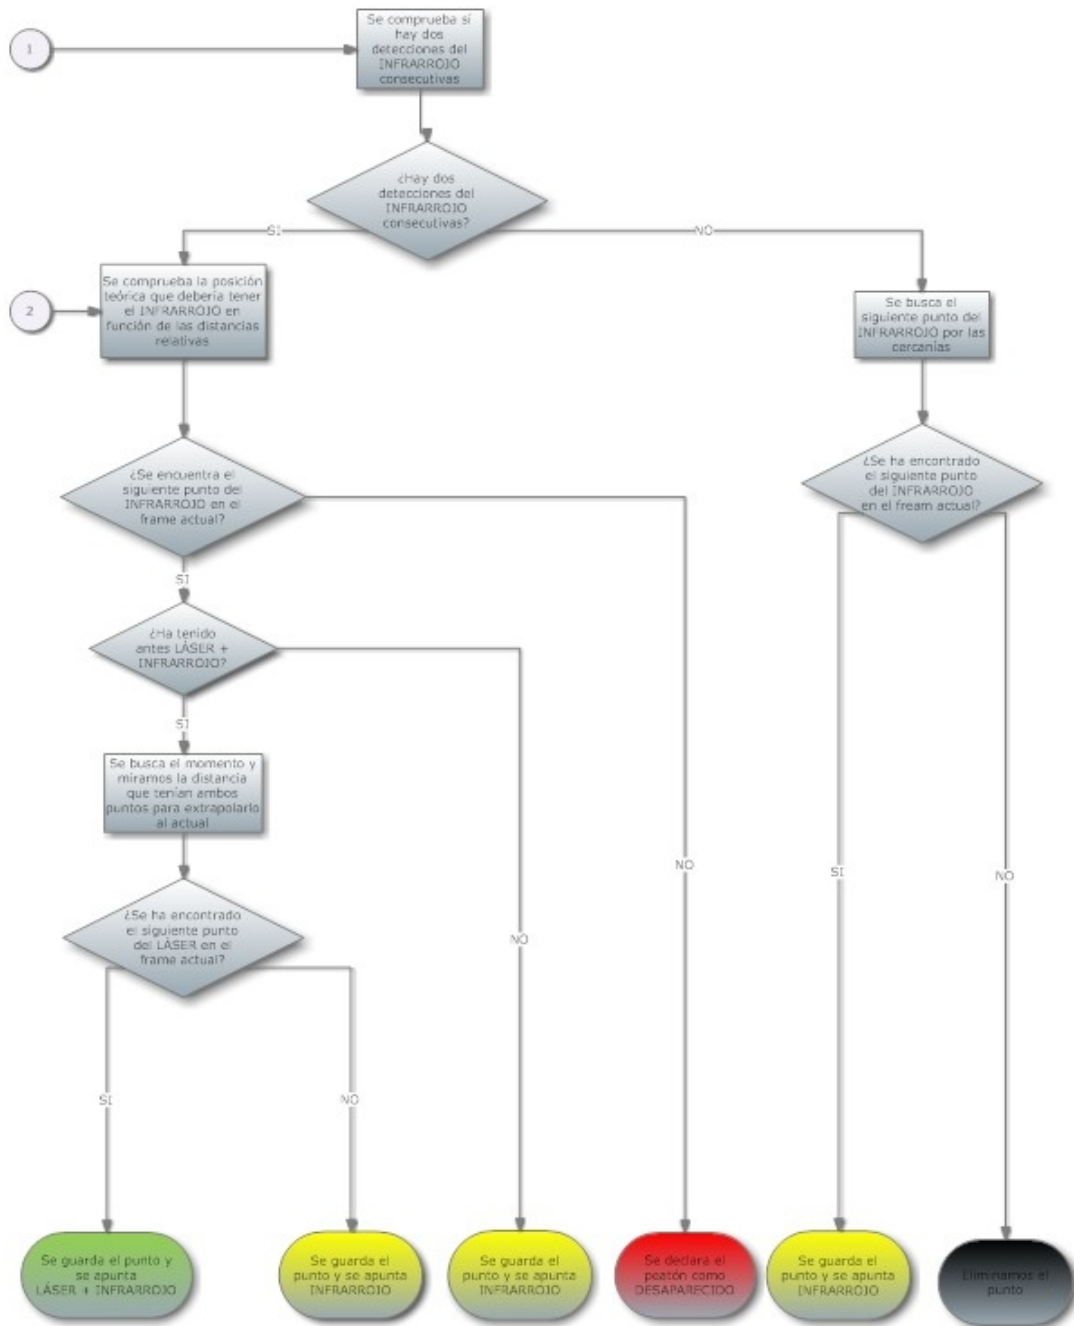 1
Se comprueba sí
hay dos
detecciones del
INFRARROJO
consecutivas
¿Hay dos
detecciones del
INFRARROJO
consecutivas?
SI
NO
2
Se comprueba la posición
teórica que debería tener
el INFRARROJO en
función de las distancias
relativas
Se busca el
siguiente punto del
INFRARROJO por las
cercanías
¿Se encuentra el
siguiente punto del
INFRARROJO en el
frame actual?
¿Se ha encontrado
el siguiente punto
del INFRARROJO
en el fream actual?
SI
¿Ha tenido
antes LÁSER +
INFRARROJO?
SI
Se busca el momento y
miramos la distancia
que tenían ambos
puntos para extrapolarlo
al actual
NO
SI
NO
¿Se ha encontrado
el siguiente punto
del LÁSER en el
frame actual?
NO
SI
NO
Se guarda el punto y
se apunta
LÁSER + INFRARROJO
Se guarda el
punto y se apunta
INFRARROJO
Se guarda el
punto y se apunta
INFRARROJO
Se declara el
peatón como
DESAPARECIDO
Se guarda el
punto y se apunta
INFRARROJO
Eliminamos el
punto